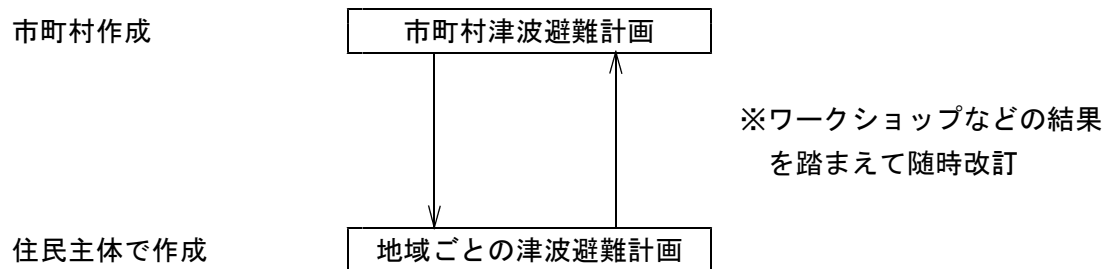 市町村作成
市町村津波避難計画
※ワークショップなどの結果
を踏まえて随時改訂
住民主体で作成
地域ごとの津波避難計画